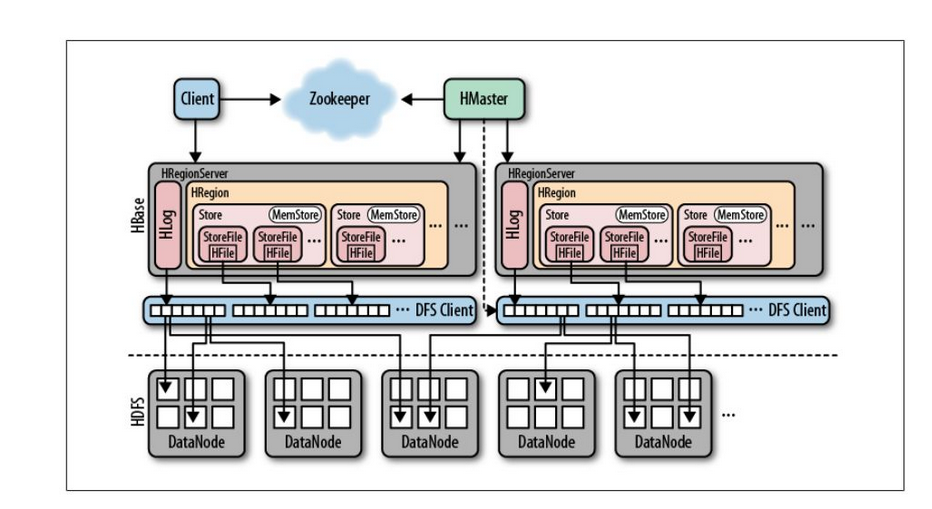 Client
Zookeeper
HMaster
HBase
HRegionServer
HLog
HRegion
Store
MemStore
StoreFile
HFile
StoreFile
HFile
...
Store
MemStore
StoreFile
HFile
...
...
...
HRegionServer
HLog
HRegion
Store
MemStore
StoreFile
HFile
StoreFile
HFile
...
Store
MemStore
StoreFile
HFile
...
...
...
... DFS Client
... DFS Client
HDFS
DataNode
DataNode
DataNode
DataNode
DataNode
...